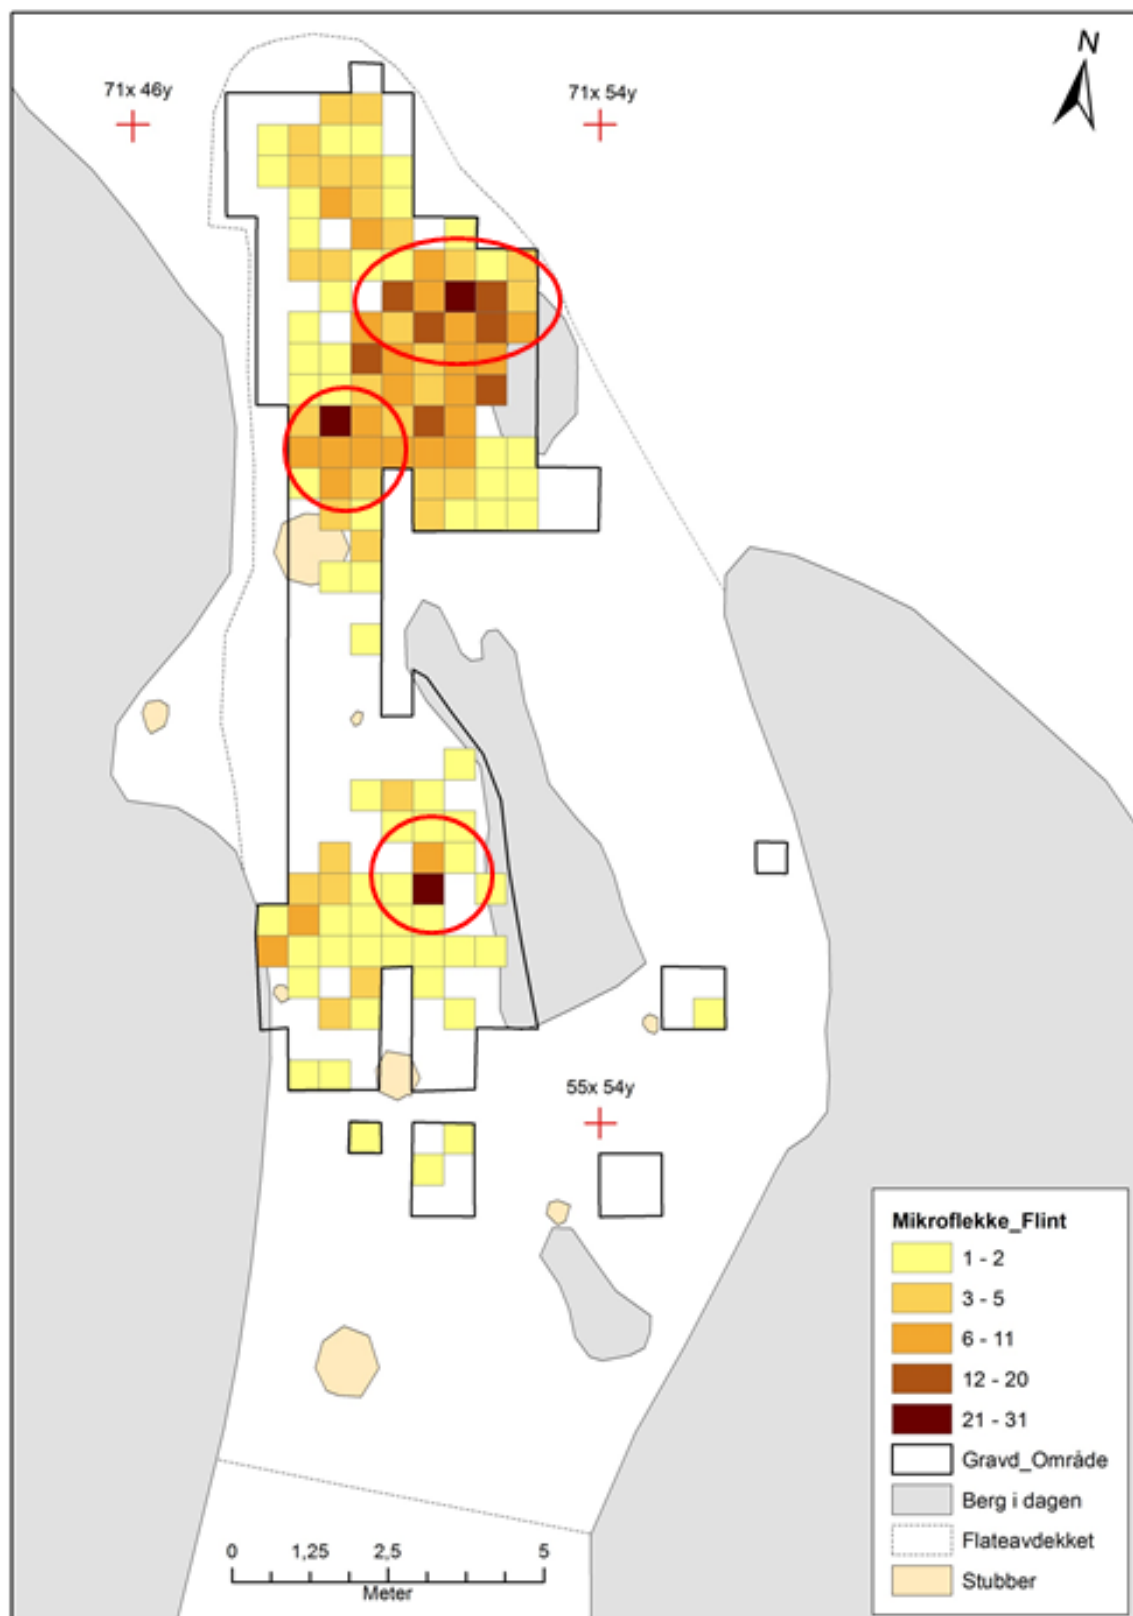 N
71x 46y
71x 54y
55x 54y
Mikroflekke_Flint
1 - 2
3 - 5
6 - 11
12 - 20
21 - 31
Gravd_Område
Berg i dagen
Flateavdekket
Stubber
0 1,25 2,5 5
Meter